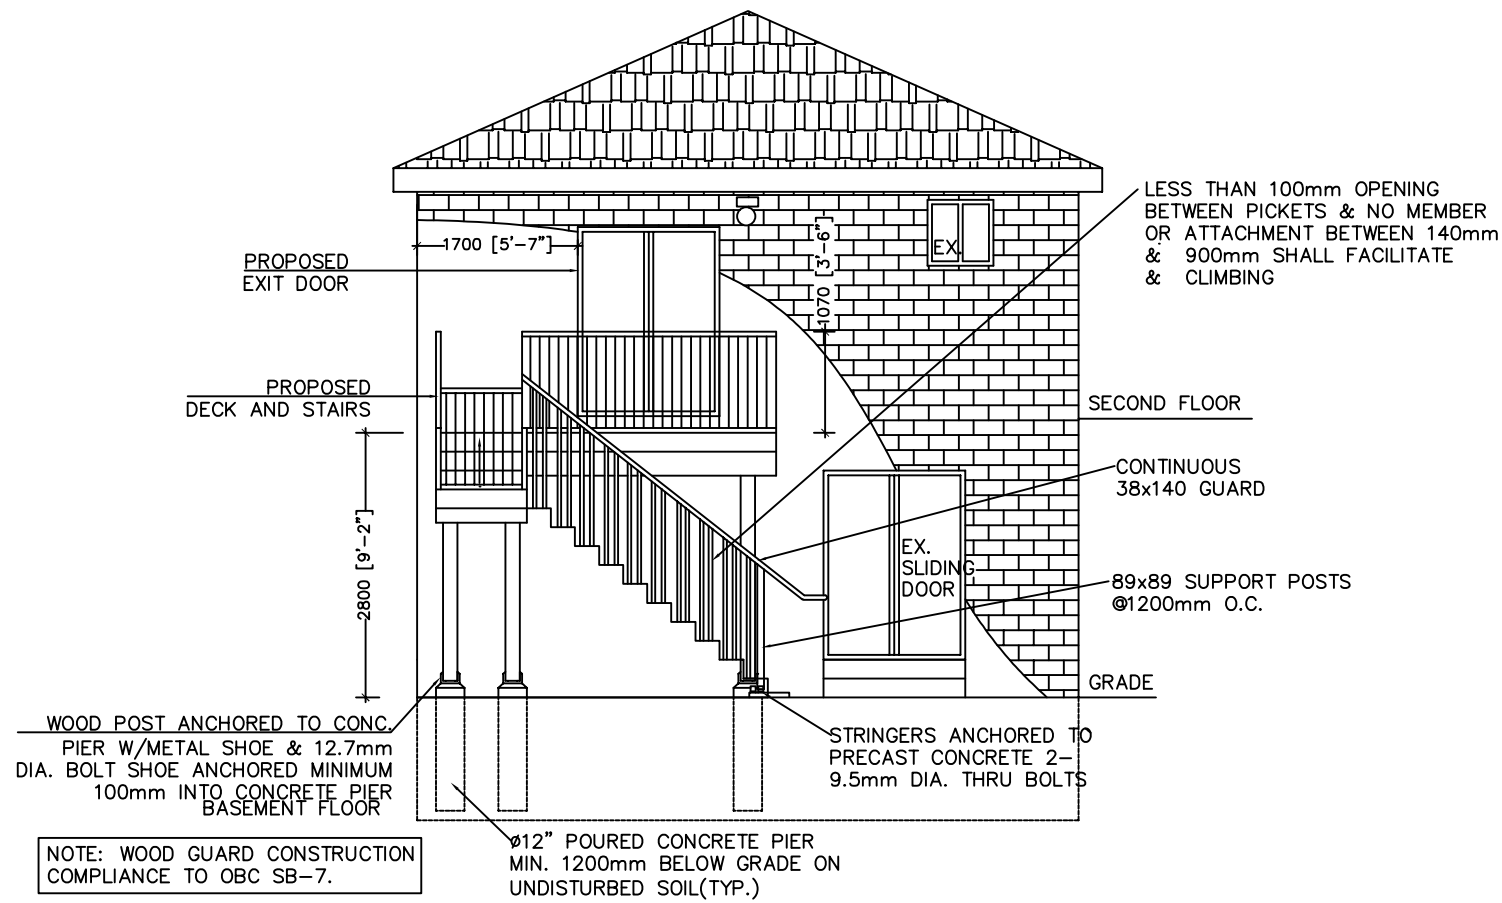 LESS THAN 100mm OPENING
BETWEEN PICKETS & NO MEMBER
OR ATTACHMENT BETWEEN 140mm
& 900mm SHALL FACILITATE
& CLIMBING
1700 [5'-7"]
1070 [3'-6"]
EX.
PROPOSED
EXIT DOOR
PROPOSED
DECK AND STAIRS
SECOND FLOOR
CONTINUOUS
38x140 GUARD
2800 [9'-2"]
EX.
SLIDING
DOOR
89x89 SUPPORT POSTS
@1200mm O.C.
GRADE
WOOD POST ANCHORED TO CONC.
PIER W/METAL SHOE & 12.7mm
DIA. BOLT SHOE ANCHORED MINIMUM
100mm INTO CONCRETE PIER
BASEMENT FLOOR
STRINGERS ANCHORED TO
PRECAST CONCRETE 2-
9.5mm DIA. THRU BOLTS
ø12" POURED CONCRETE PIER
MIN. 1200mm BELOW GRADE ON
UNDISTURBED SOIL(TYP.)
NOTE: WOOD GUARD CONSTRUCTION
COMPLIANCE TO OBC SB-7.